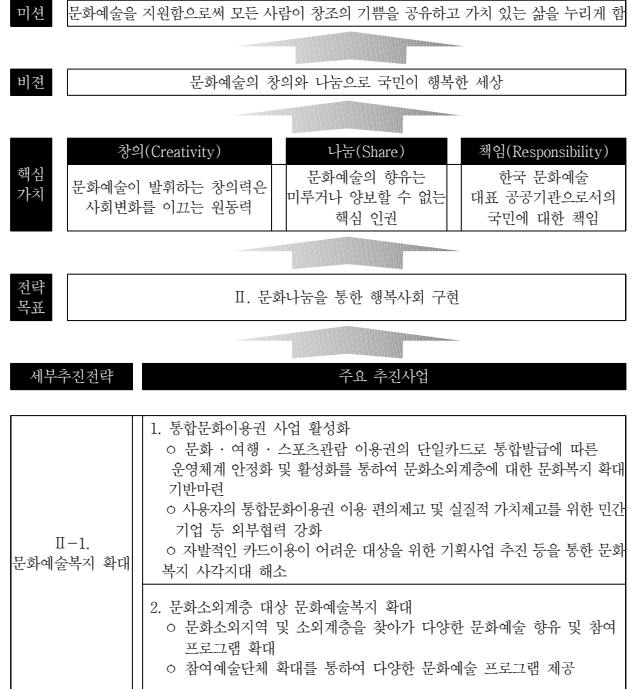 미션
문화예술을 지원함으로써 모든 사람이 창조의 기쁨을 공유하고 가치 있는 삶을 누리게 함
비젼
문화예술의 창의와 나눔으로 국민이 행복한 세상
핵심
가치
창의(Creativity)
문화예술이 발휘하는 창의력은
사회변화를 이끄는 원동력
나눔(Share)
문화예술의 향유는
미루거나 양보할 수 없는
핵심 인권
책임(Responsibility)
한국 문화예술
대표 공공기관으로서의
국민에 대한 책임
전략
목표
Ⅱ. 문화나눔을 통한 행복사회 구현
세부추진전략
주요 추진사업
Ⅱ-1.
문화예술복지 확대
1. 통합문화이용권 사업 활성화
ㅇ 문화ㆍ여행ㆍ스포츠관람 이용권의 단일카드로 통합발급에 따른
운영체계 안정화 및 활성화를 통하여 문화소외계층에 대한 문화복지 확대
기반마련
ㅇ 사용자의 통합문화이용권 이용 편의제고 및 실질적 가치제고를 위한 민간
기업 등 외부협력 강화
ㅇ 자발적인 카드이용이 어려운 대상을 위한 기획사업 추진 등을 통한 문화
복지 사각지대 해소
2. 문화소외계층 대상 문화예술복지 확대
ㅇ 문화소외지역 및 소외계층을 찾아가 다양한 문화예술 향유 및 참여
프로그램 확대
ㅇ 참여예술단체 확대를 통하여 다양한 문화예술 프로그램 제공